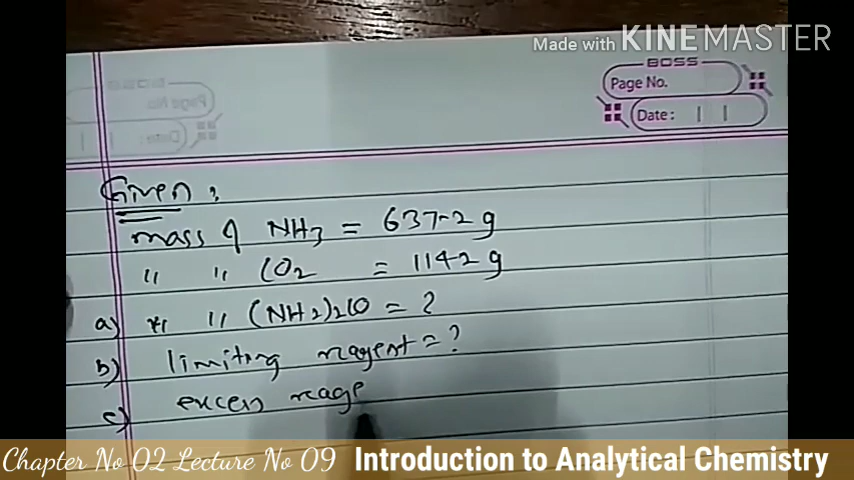 Made with KINEMASTER
BOSS
Page No.
Date:
Given:
mass of NH3 = 637.2 g
" " CO2 = 1142 g
a) " " (NH2)2CO = ?
b) limiting reagent = ?
c) excess reage
Chapter No 02 Lecture No 09 Introduction to Analytical Chemistry